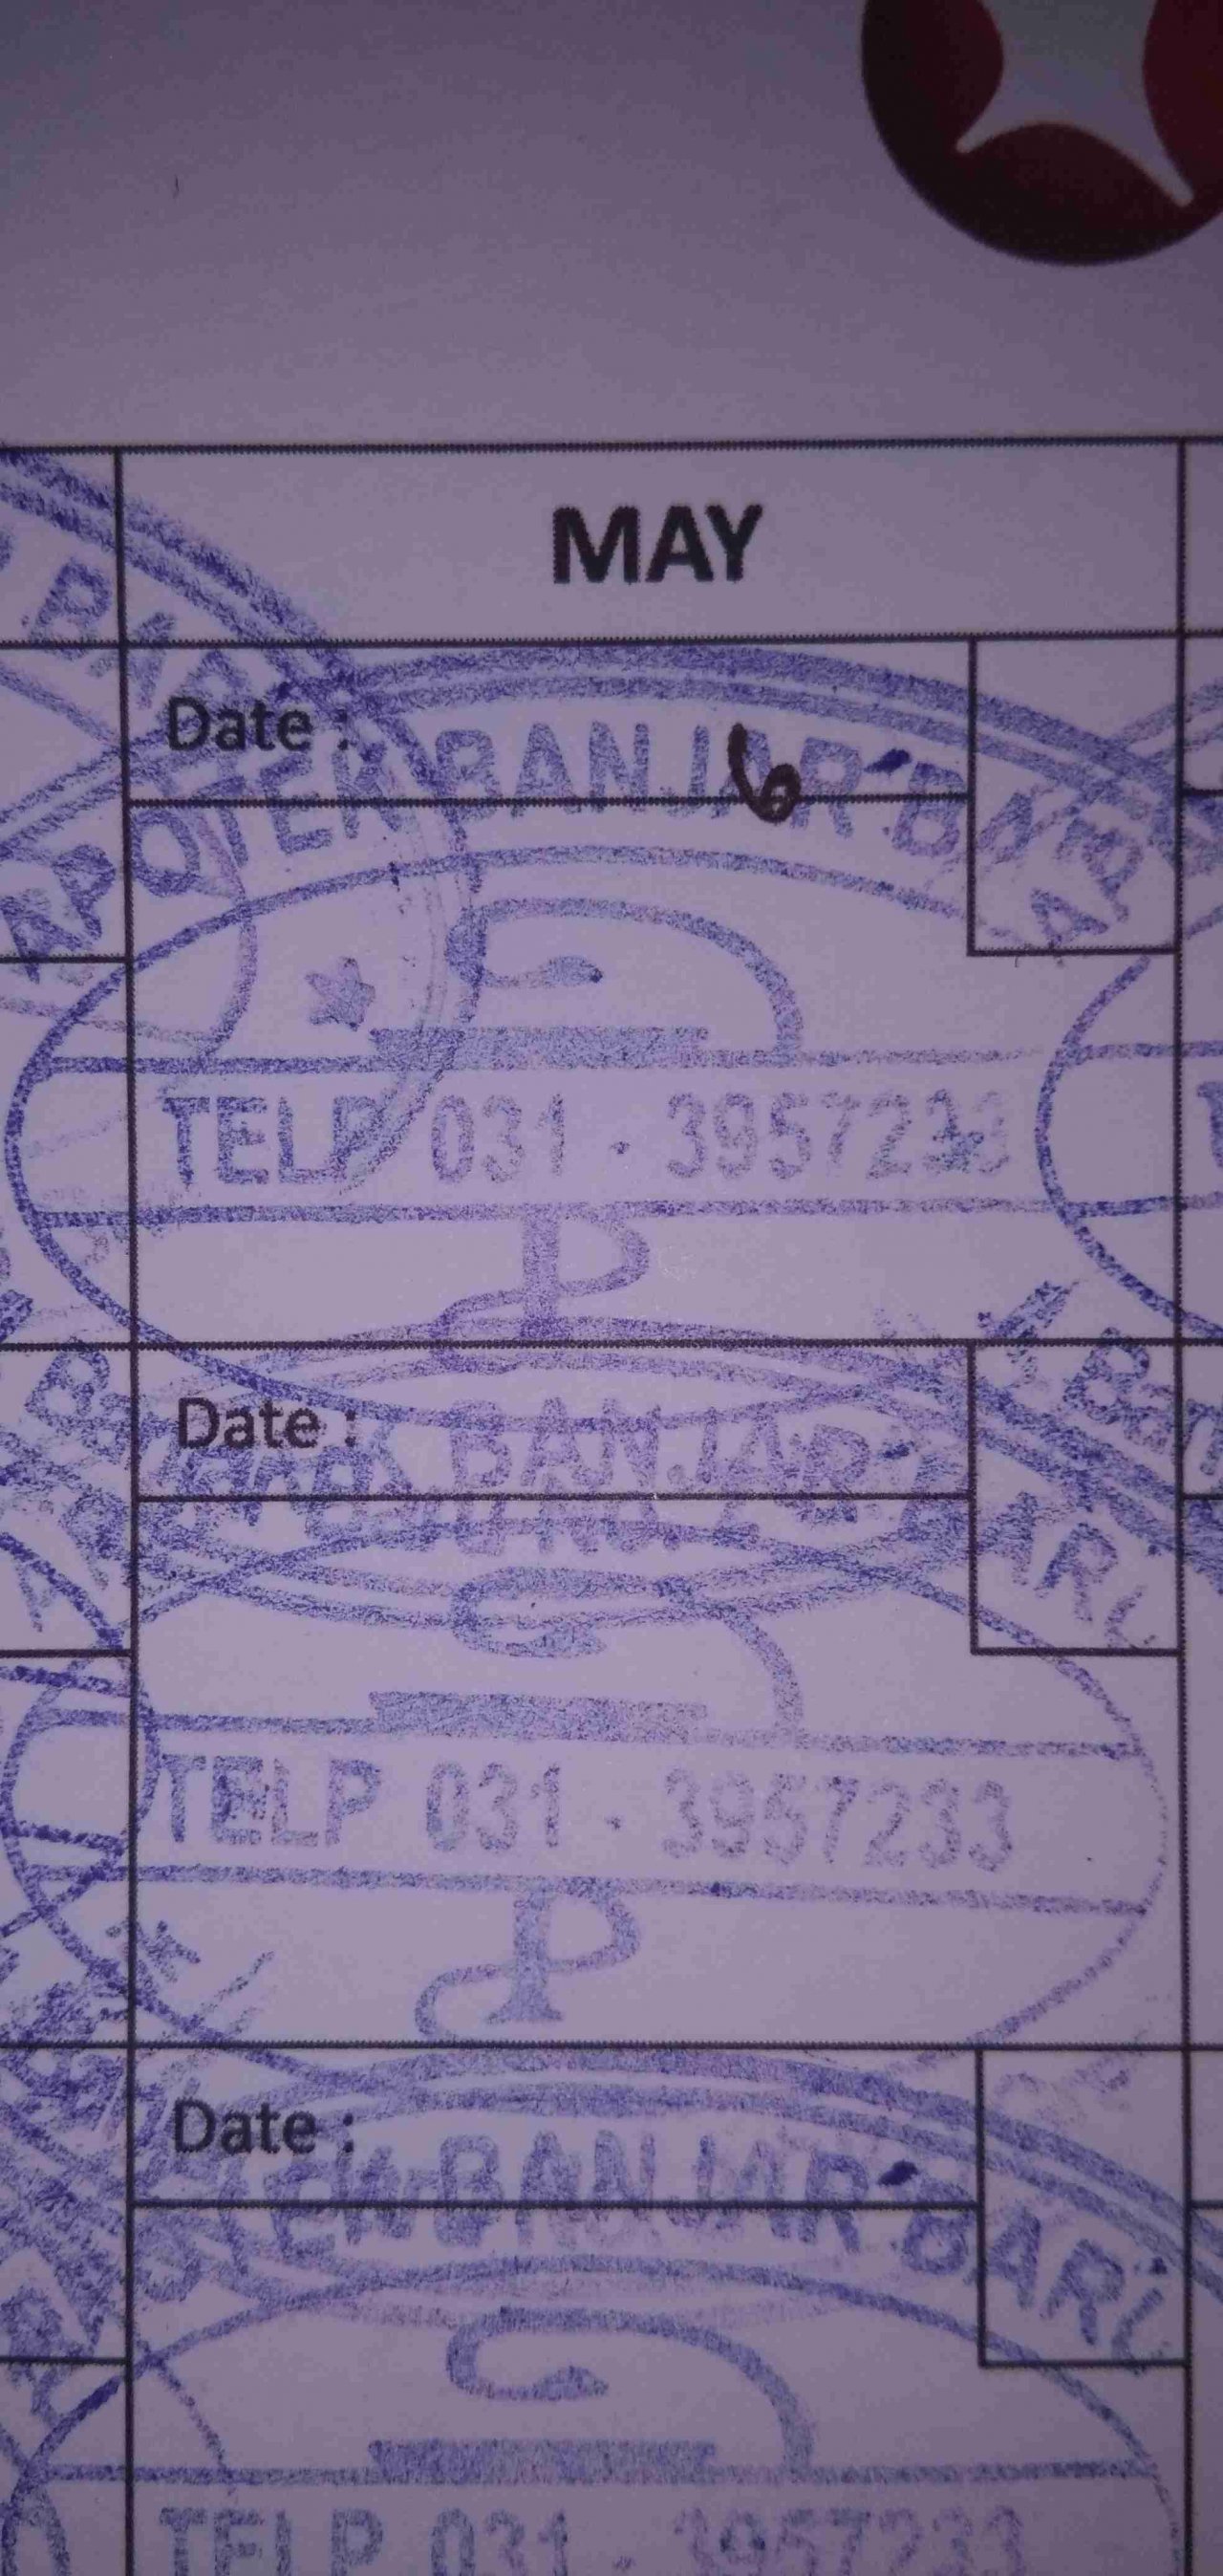 MAY
Date :
6
APOTEK BANJAR BARU
TELP 031 - 3957233
Date :
BANJAR BARU
TELP 031 - 3957233
Date :
BANJAR BARU
TELP 031 - 3957233